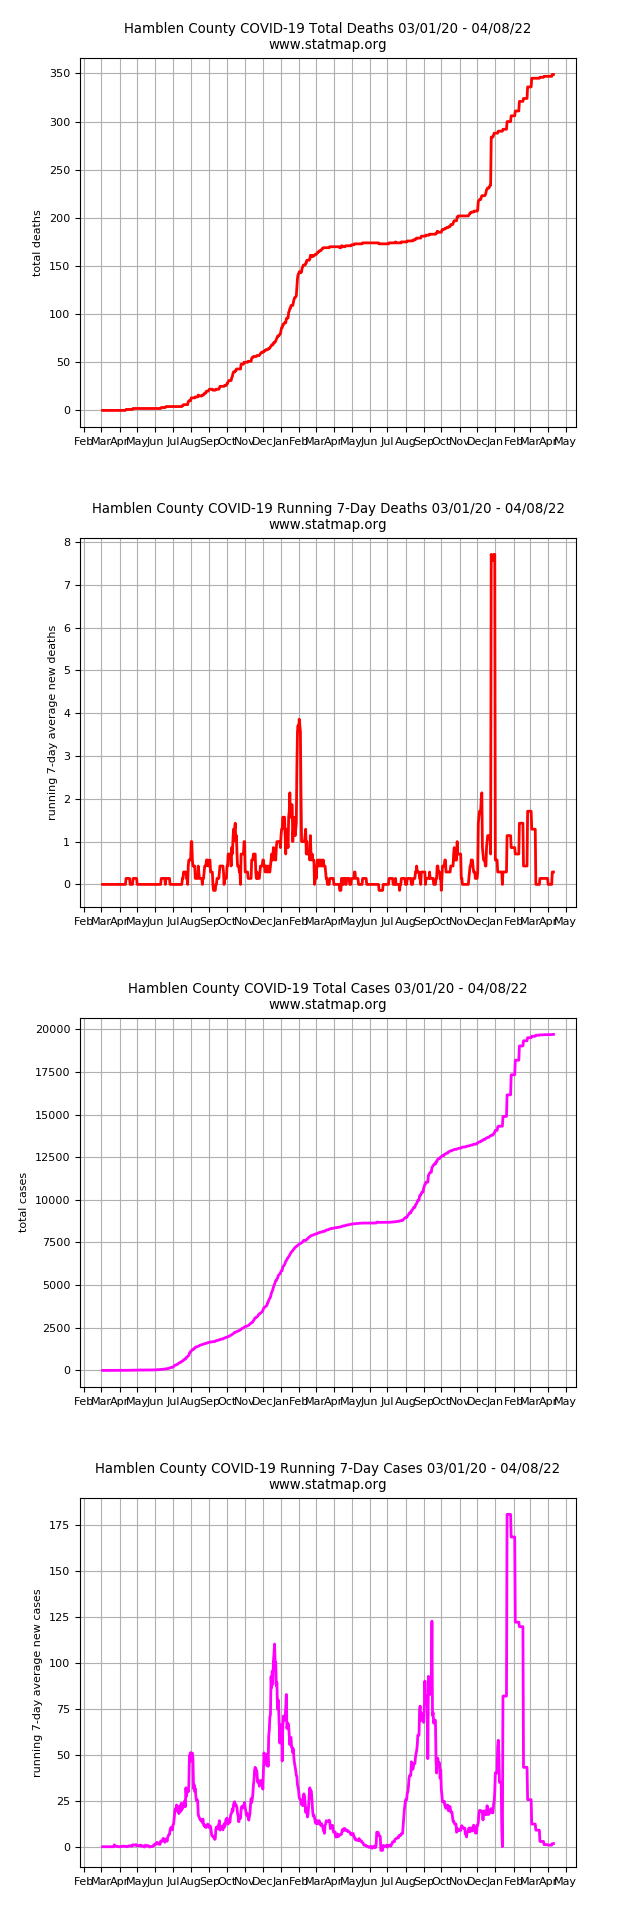 Hamblen County COVID-19 Total Deaths 03/01/20 - 04/08/22
www.statmap.org
350
300
250
200
150
100
50
0
total deaths
Feb Mar Apr May Jun Jul Aug Sep Oct Nov Dec Jan Feb Mar Apr May Jun Jul Aug Sep Oct Nov Dec Jan Feb Mar Apr May
Hamblen County COVID-19 Running 7-Day Deaths 03/01/20 - 04/08/22
www.statmap.org
8
7
6
5
4
3
2
1
0
running 7-day average new deaths
Feb Mar Apr May Jun Jul Aug Sep Oct Nov Dec Jan Feb Mar Apr May Jun Jul Aug Sep Oct Nov Dec Jan Feb Mar Apr May
Hamblen County COVID-19 Total Cases 03/01/20 - 04/08/22
www.statmap.org
20000
17500
15000
12500
10000
7500
5000
2500
0
total cases
Feb Mar Apr May Jun Jul Aug Sep Oct Nov Dec Jan Feb Mar Apr May Jun Jul Aug Sep Oct Nov Dec Jan Feb Mar Apr May
Hamblen County COVID-19 Running 7-Day Cases 03/01/20 - 04/08/22
www.statmap.org
175
150
125
100
75
50
25
0
running 7-day average new cases
Feb Mar Apr May Jun Jul Aug Sep Oct Nov Dec Jan Feb Mar Apr May Jun Jul Aug Sep Oct Nov Dec Jan Feb Mar Apr May